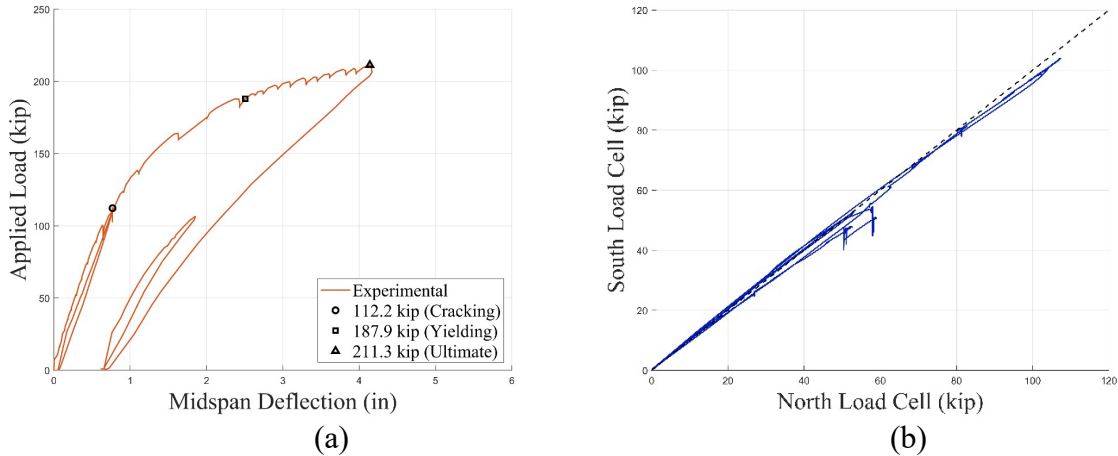 250
200
150
100
50
0
Applied Load (kip)
Experimental
112.2 kip (Cracking)
187.9 kip (Yielding)
211.3 kip (Ultimate)
0 1 2 3 4 5 6
Midspan Deflection (in)
(a)
120
100
80
60
40
20
0
South Load Cell (kip)
0 20 40 60 80 100 120
North Load Cell (kip)
(b)